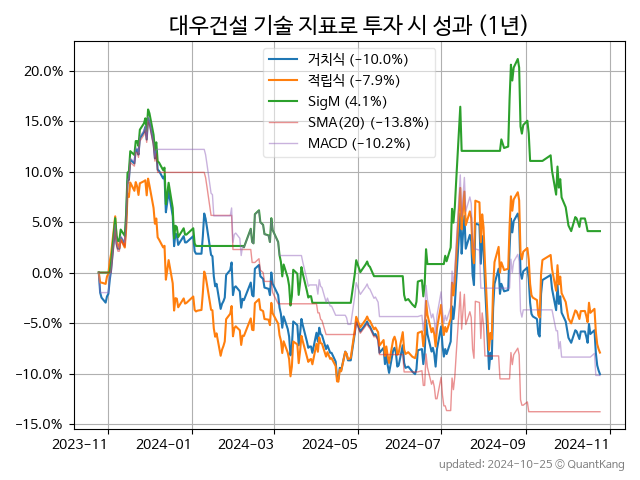 대우건설 기술 지표로 투자 시 성과 (1년)
거치식 (−10.0%)
적립식 (−7.9%)
SigM (4.1%)
SMA(20) (−13.8%)
MACD (−10.2%)
20.0%
15.0%
10.0%
5.0%
0.0%
−5.0%
−10.0%
−15.0%
2023−11 2024−01 2024−03 2024−05 2024−07 2024−09 2024−11
updated: 2024-10-25 © QuantKang